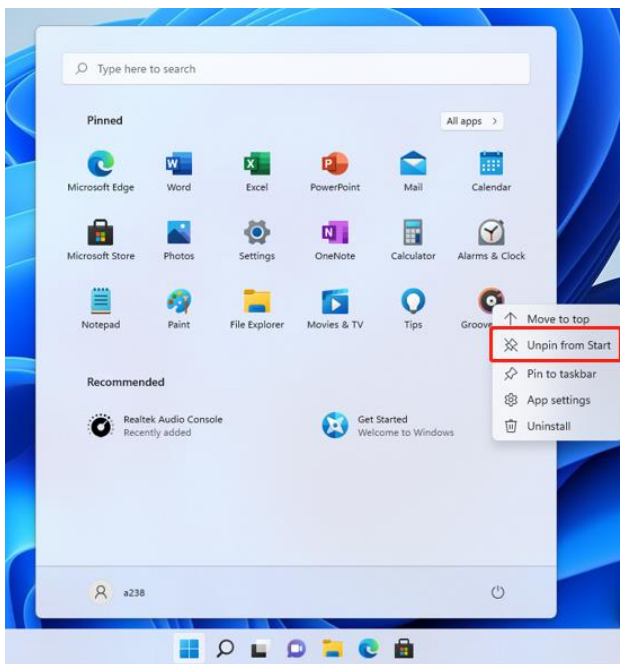 Type here to search
Pinned
All apps >
Microsoft Edge
Word
Excel
PowerPoint
Mail
Calendar
Microsoft Store
Photos
Settings
OneNote
Calculator
Alarms & Clock
Notepad
Paint
File Explorer
Movies & TV
Tips
Groove
Move to top
Unpin from Start
Pin to taskbar
App settings
Uninstall
Recommended
Realtek Audio Console
Recently added
Get Started
Welcome to Windows
a238